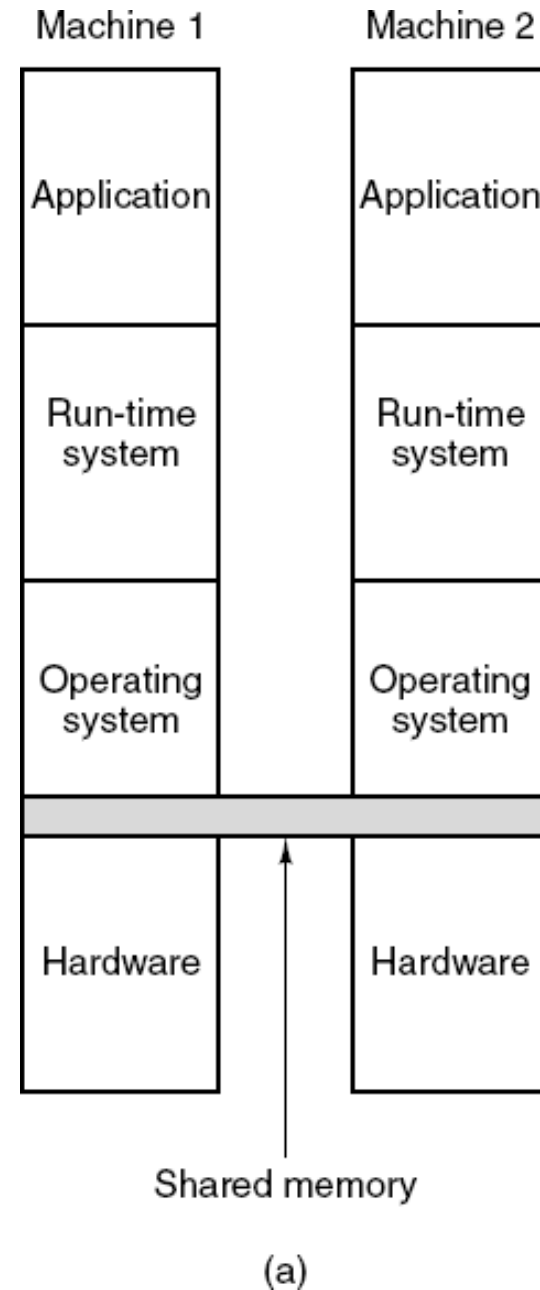 Machine 1
Machine 2
Application
Application
Run-time
system
Run-time
system
Operating
system
Operating
system
Hardware
Hardware
Shared memory
(a)